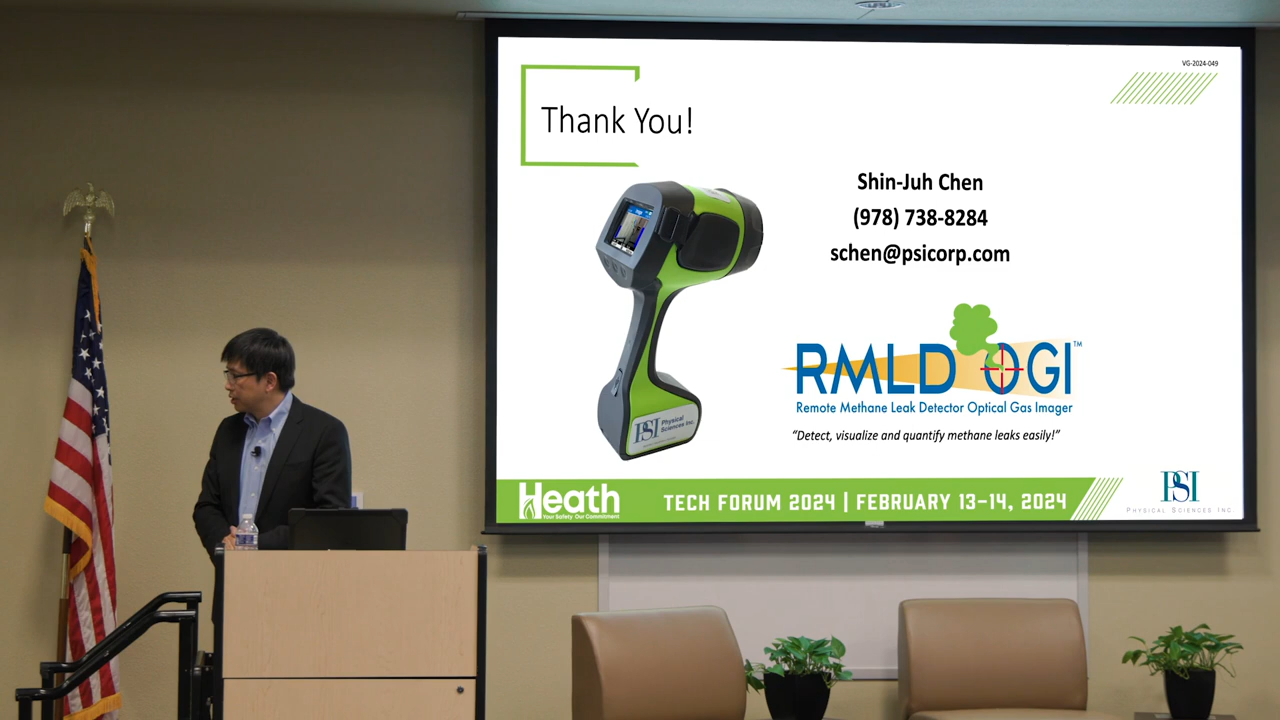 VG-2024-049
Thank You!
Shin-Juh Chen
(978) 738-8284
schen@psicorp.com
PSI Physical Sciences Inc.
RMLD OGI™
Remote Methane Leak Detector Optical Gas Imager
“Detect, visualize and quantify methane leaks easily!”
Heath
Your Safety Our Commitment
TECH FORUM 2024 | FEBRUARY 13–14, 2024
PSI
PHYSICAL SCIENCES INC.